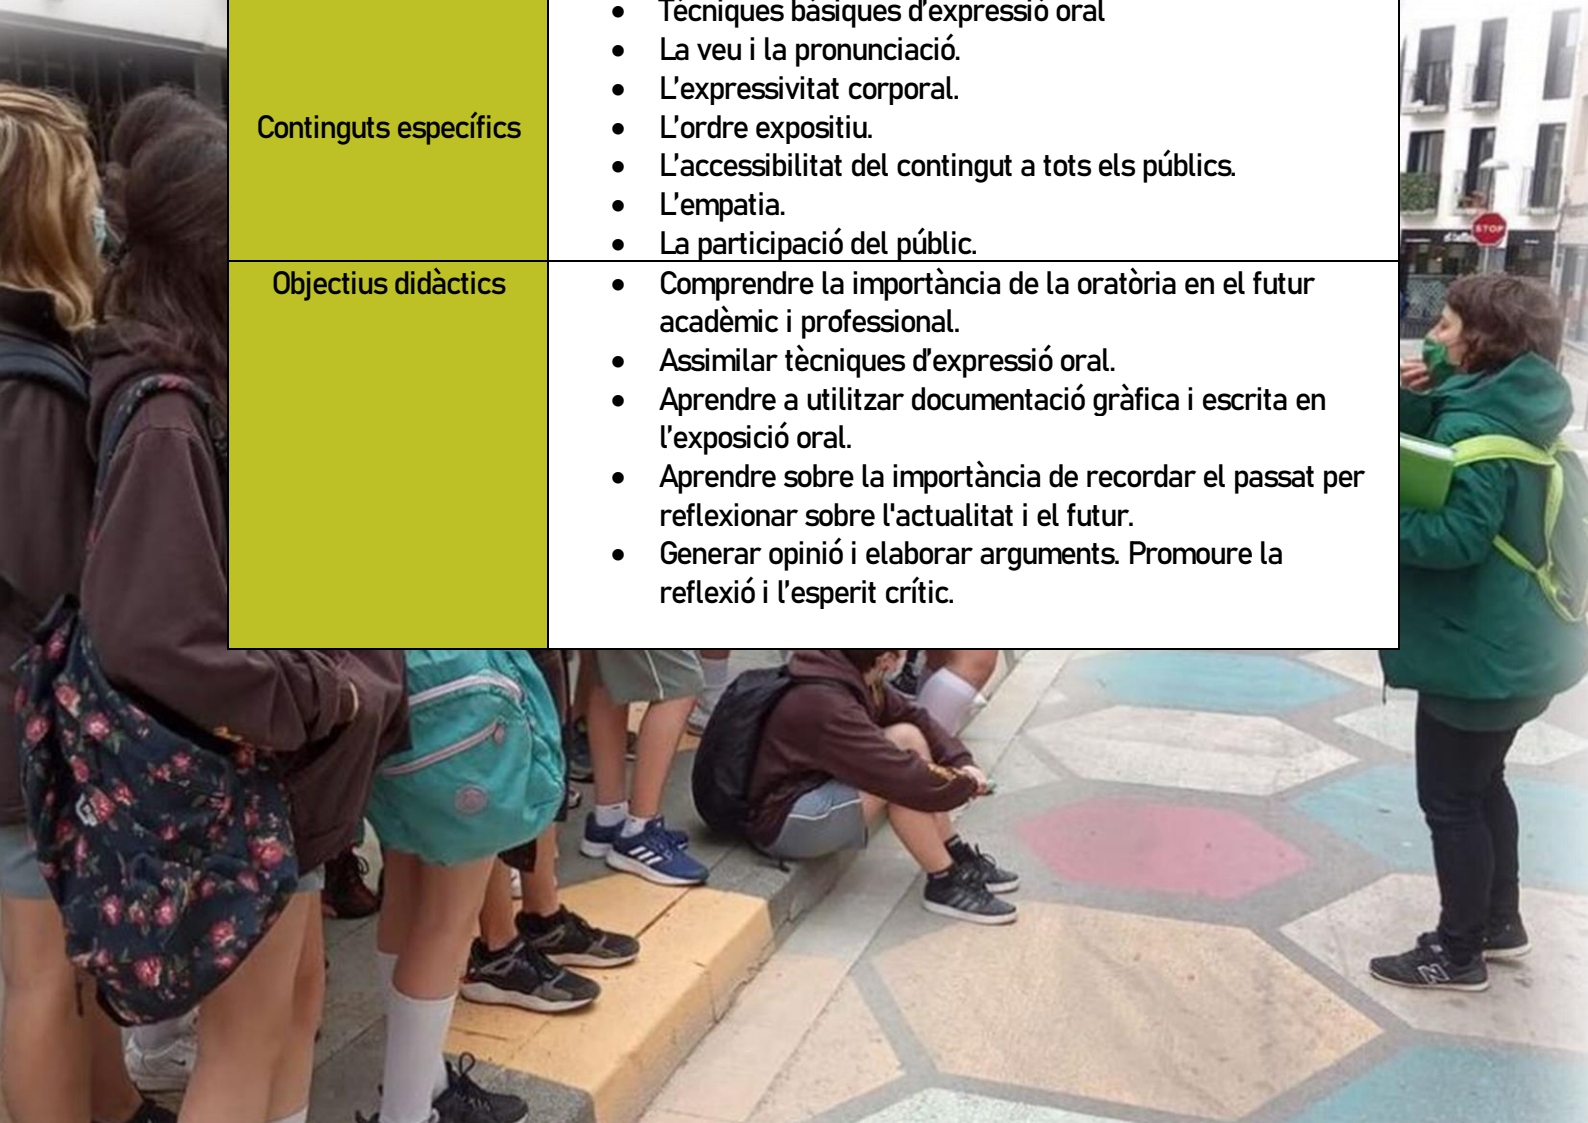 • Tècniques bàsiques d'expressió oral
• La veu i la pronunciació.
• L'expressivitat corporal.
Continguts específics
• L'ordre expositiu.
• L'accessibilitat del contingut a tots els públics.
• L'empatia.
• La participació del públic.
Objectius didàctics
• Comprendre la importància de la oratòria en el futur
acadèmic i professional.
• Assimilar tècniques d'expressió oral.
• Aprendre a utilitzar documentació gràfica i escrita en
l'exposició oral.
• Aprendre sobre la importància de recordar el passat per
reflexionar sobre l'actualitat i el futur.
• Generar opinió i elaborar arguments. Promoure la
reflexió i l'esperit crític.
STOP